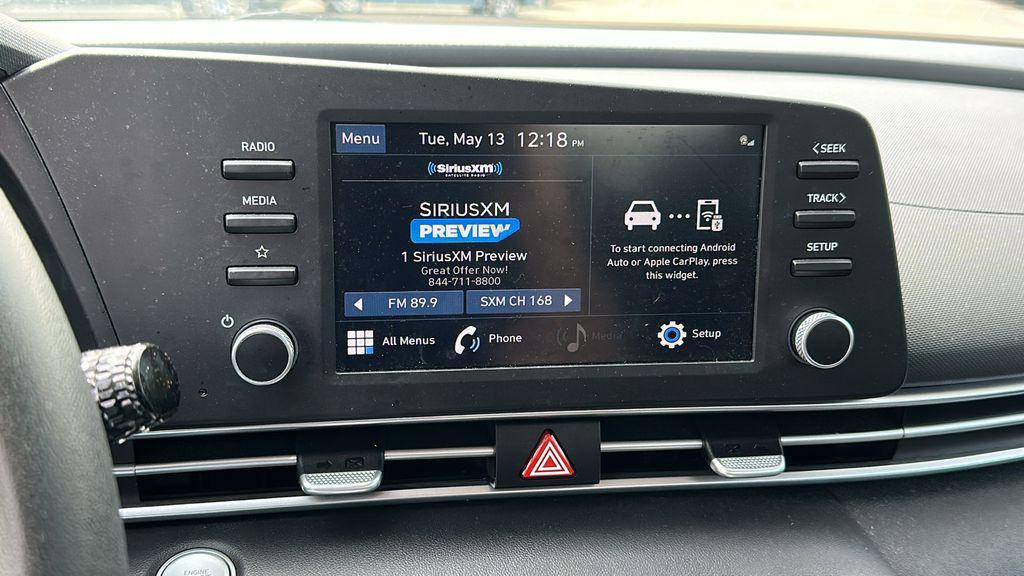 Menu
Tue, May 13 12:18 PM
RADIO
MEDIA
((SiriusXM))
SATELLITE RADIO
SIRIUSXM
PREVIEW
1 SiriusXM Preview
Great Offer Now!
844-711-8800
◀ FM 89.9
SXM CH 168 ▶
To start connecting Android
Auto or Apple CarPlay, press
this widget.
All Menus
Phone
Media
Setup
<SEEK
TRACK>
SETUP
ENGINE